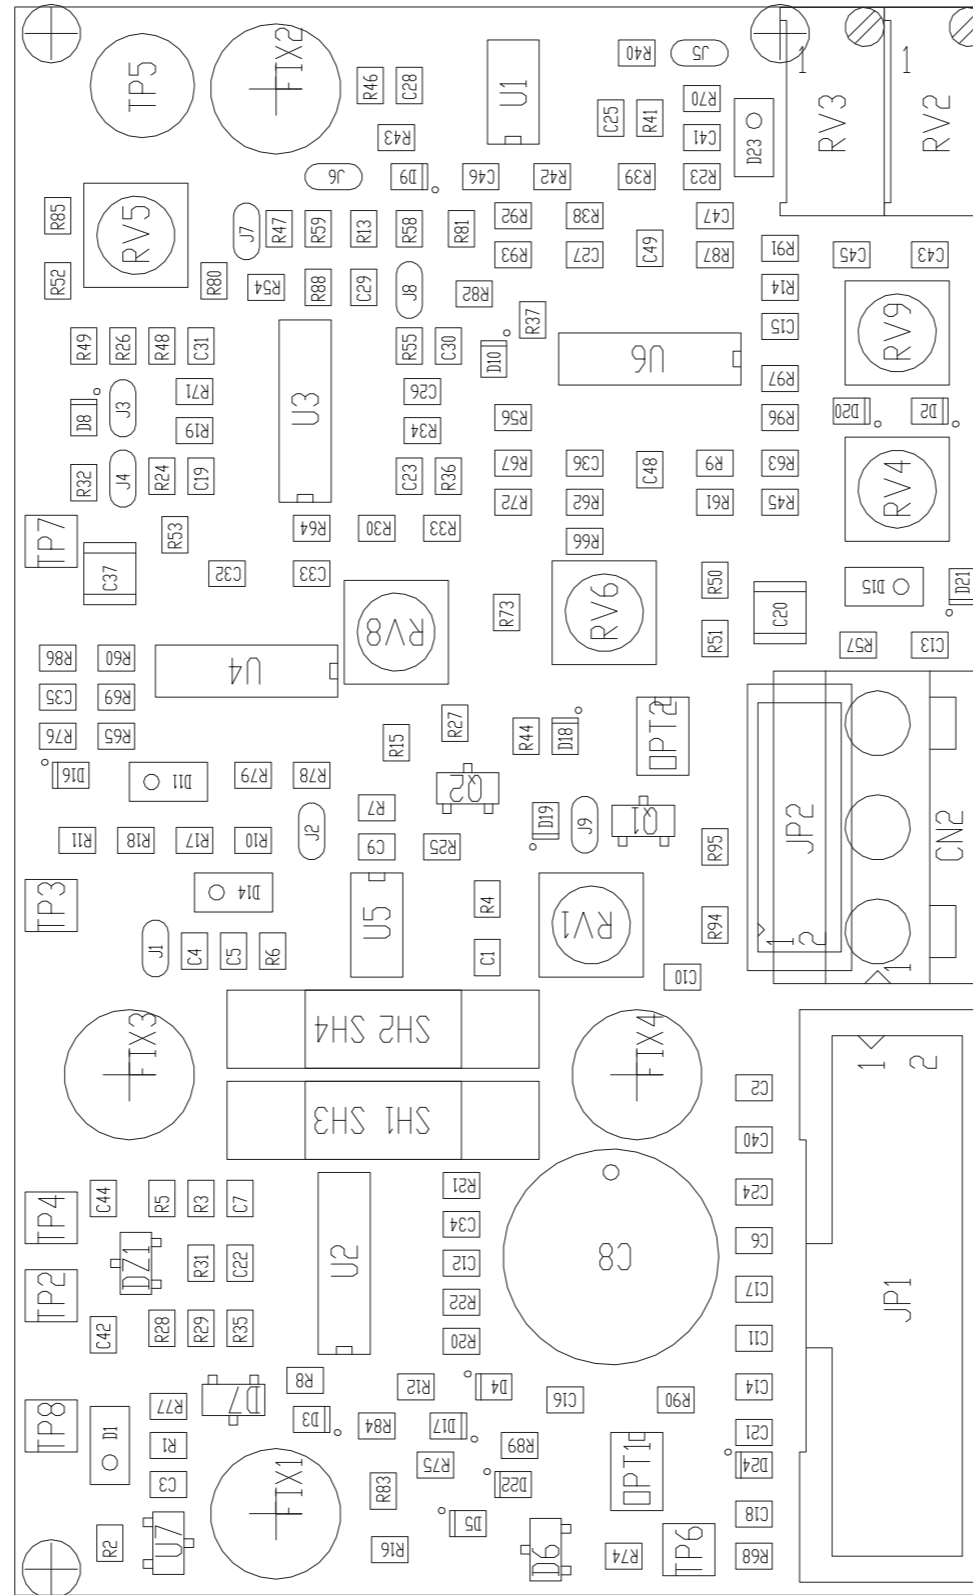 FIX2
TP5
R46
C28
U1
R40
J5
1
1
RV3
RV2
R70
C25
R41
C41
D23
R43
J6
D9
C46
R42
R39
R23
R85
RV5
J7
R47
R59
R13
R58
R81
R92
R38
C47
R93
C27
C49
R87
R91
C45
C43
R52
R80
R54
R88
C29
J8
R82
R14
R37
C15
RV9
R49
R26
R48
C31
R55
C30
D10
U6
R97
R71
C26
D8
J3
U3
R19
R34
R56
R96
D20
D2
R32
J4
R24
C19
C23
R36
R67
C36
C48
R9
R63
RV4
R72
R62
R61
R45
TP7
R53
R64
R30
R33
R66
C37
C32
C33
R50
D15
D21
RV8
R73
RV6
C20
R51
R57
C13
R86
R60
U4
C35
R69
R76
R65
R15
R27
R44
D18
OPT2
D16
D11
R79
R78
Q2
R7
J2
D19
J9
Q1
JP2
CN2
R11
R18
R17
R10
C9
R25
R95
TP3
D14
U5
R4
RV1
R94
J1
C4
C5
R6
C1
C10
1
2
1
FIX3
SH2 SH4
FIX4
1
2
SH1 SH3
C2
C40
TP4
C44
R5
R3
C7
R21
C24
C34
DZ1
R31
C22
U2
C12
C8
C6
TP2
R22
C17
JP1
C42
R28
R29
R35
R20
C11
R8
R12
D4
C16
R90
C14
TP8
D1
R77
D7
D3
R84
D17
R89
C21
R1
R75
OPT1
D24
C3
FIX1
R83
D22
D5
C18
R2
U7
R16
D6
R74
TP6
R68